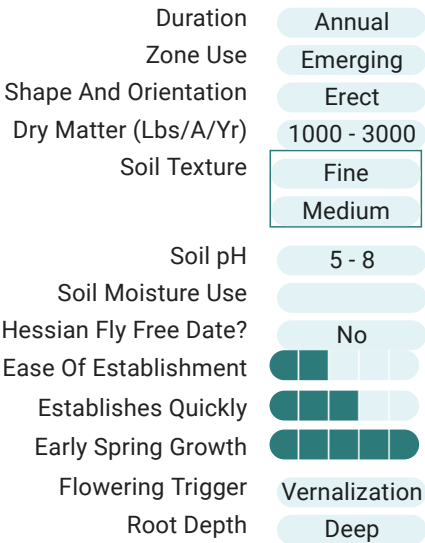 Duration Annual
Zone Use Emerging
Shape And Orientation Erect
Dry Matter (Lbs/A/Yr) 1000 - 3000
Soil Texture Fine
Medium
Soil pH 5 - 8
Soil Moisture Use
Hessian Fly Free Date? No
Ease Of Establishment
Establishes Quickly
Early Spring Growth
Flowering Trigger Vernalization
Root Depth Deep